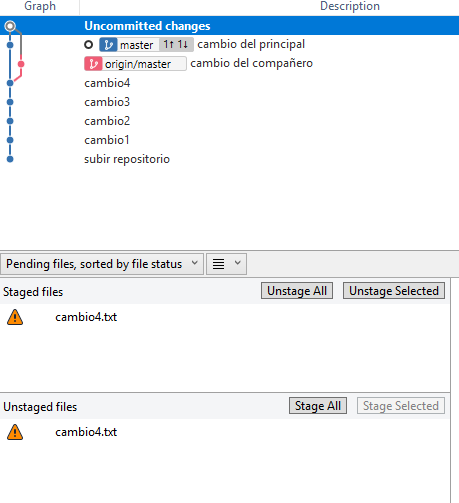 Graph Description
Uncommitted changes
master 1↑ 1↓ cambio del principal
origin/master cambio del compañero
cambio4
cambio3
cambio2
cambio1
subir repositorio
Pending files, sorted by file status
Staged files Unstage All Unstage Selected
cambio4.txt
Unstaged files Stage All Stage Selected
cambio4.txt